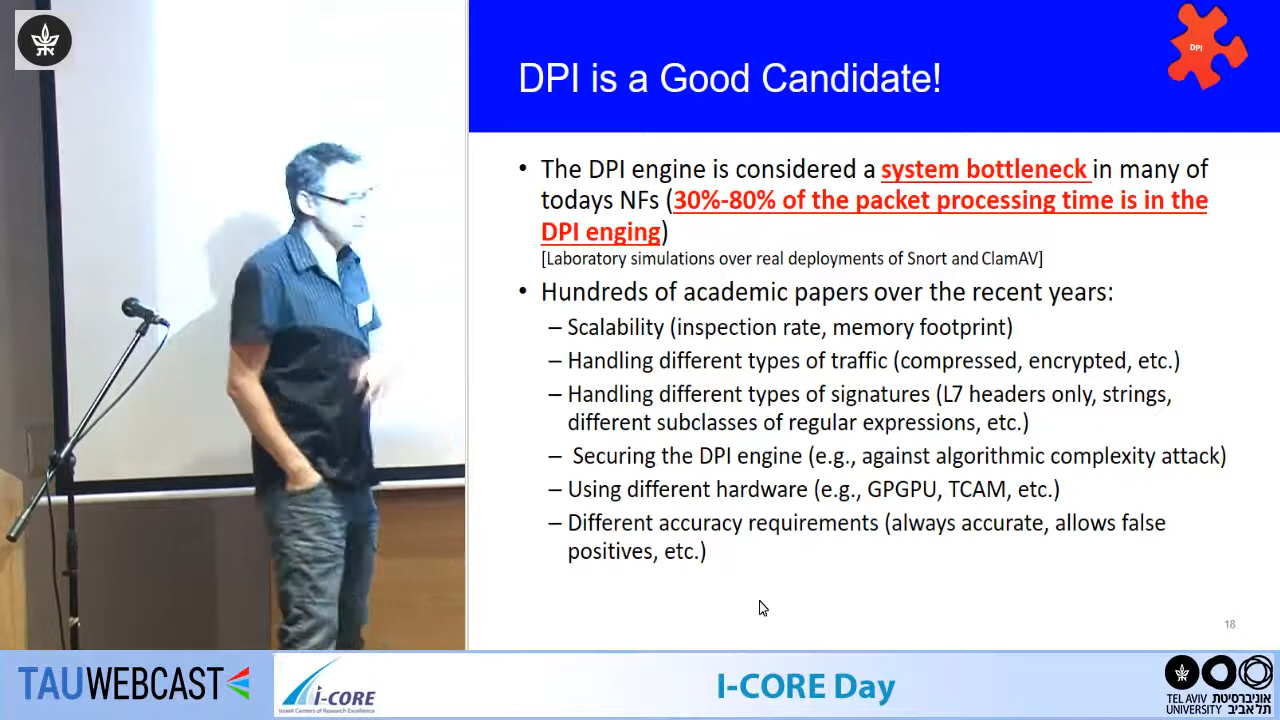 DPI
DPI is a Good Candidate!
• The DPI engine is considered a system bottleneck in many of
todays NFs (30%-80% of the packet processing time is in the
DPI enging)
[Laboratory simulations over real deployments of Snort and ClamAV]
• Hundreds of academic papers over the recent years:
– Scalability (inspection rate, memory footprint)
– Handling different types of traffic (compressed, encrypted, etc.)
– Handling different types of signatures (L7 headers only, strings,
different subclasses of regular expressions, etc.)
– Securing the DPI engine (e.g., against algorithmic complexity attack)
– Using different hardware (e.g., GPGPU, TCAM, etc.)
– Different accuracy requirements (always accurate, allows false
positives, etc.)
18
TAUWEBCAST
i-CORE
Israeli Centers of Research Excellence
I-CORE Day
TEL AVIV אוניברסיטת
UNIVERSITY תל אביב